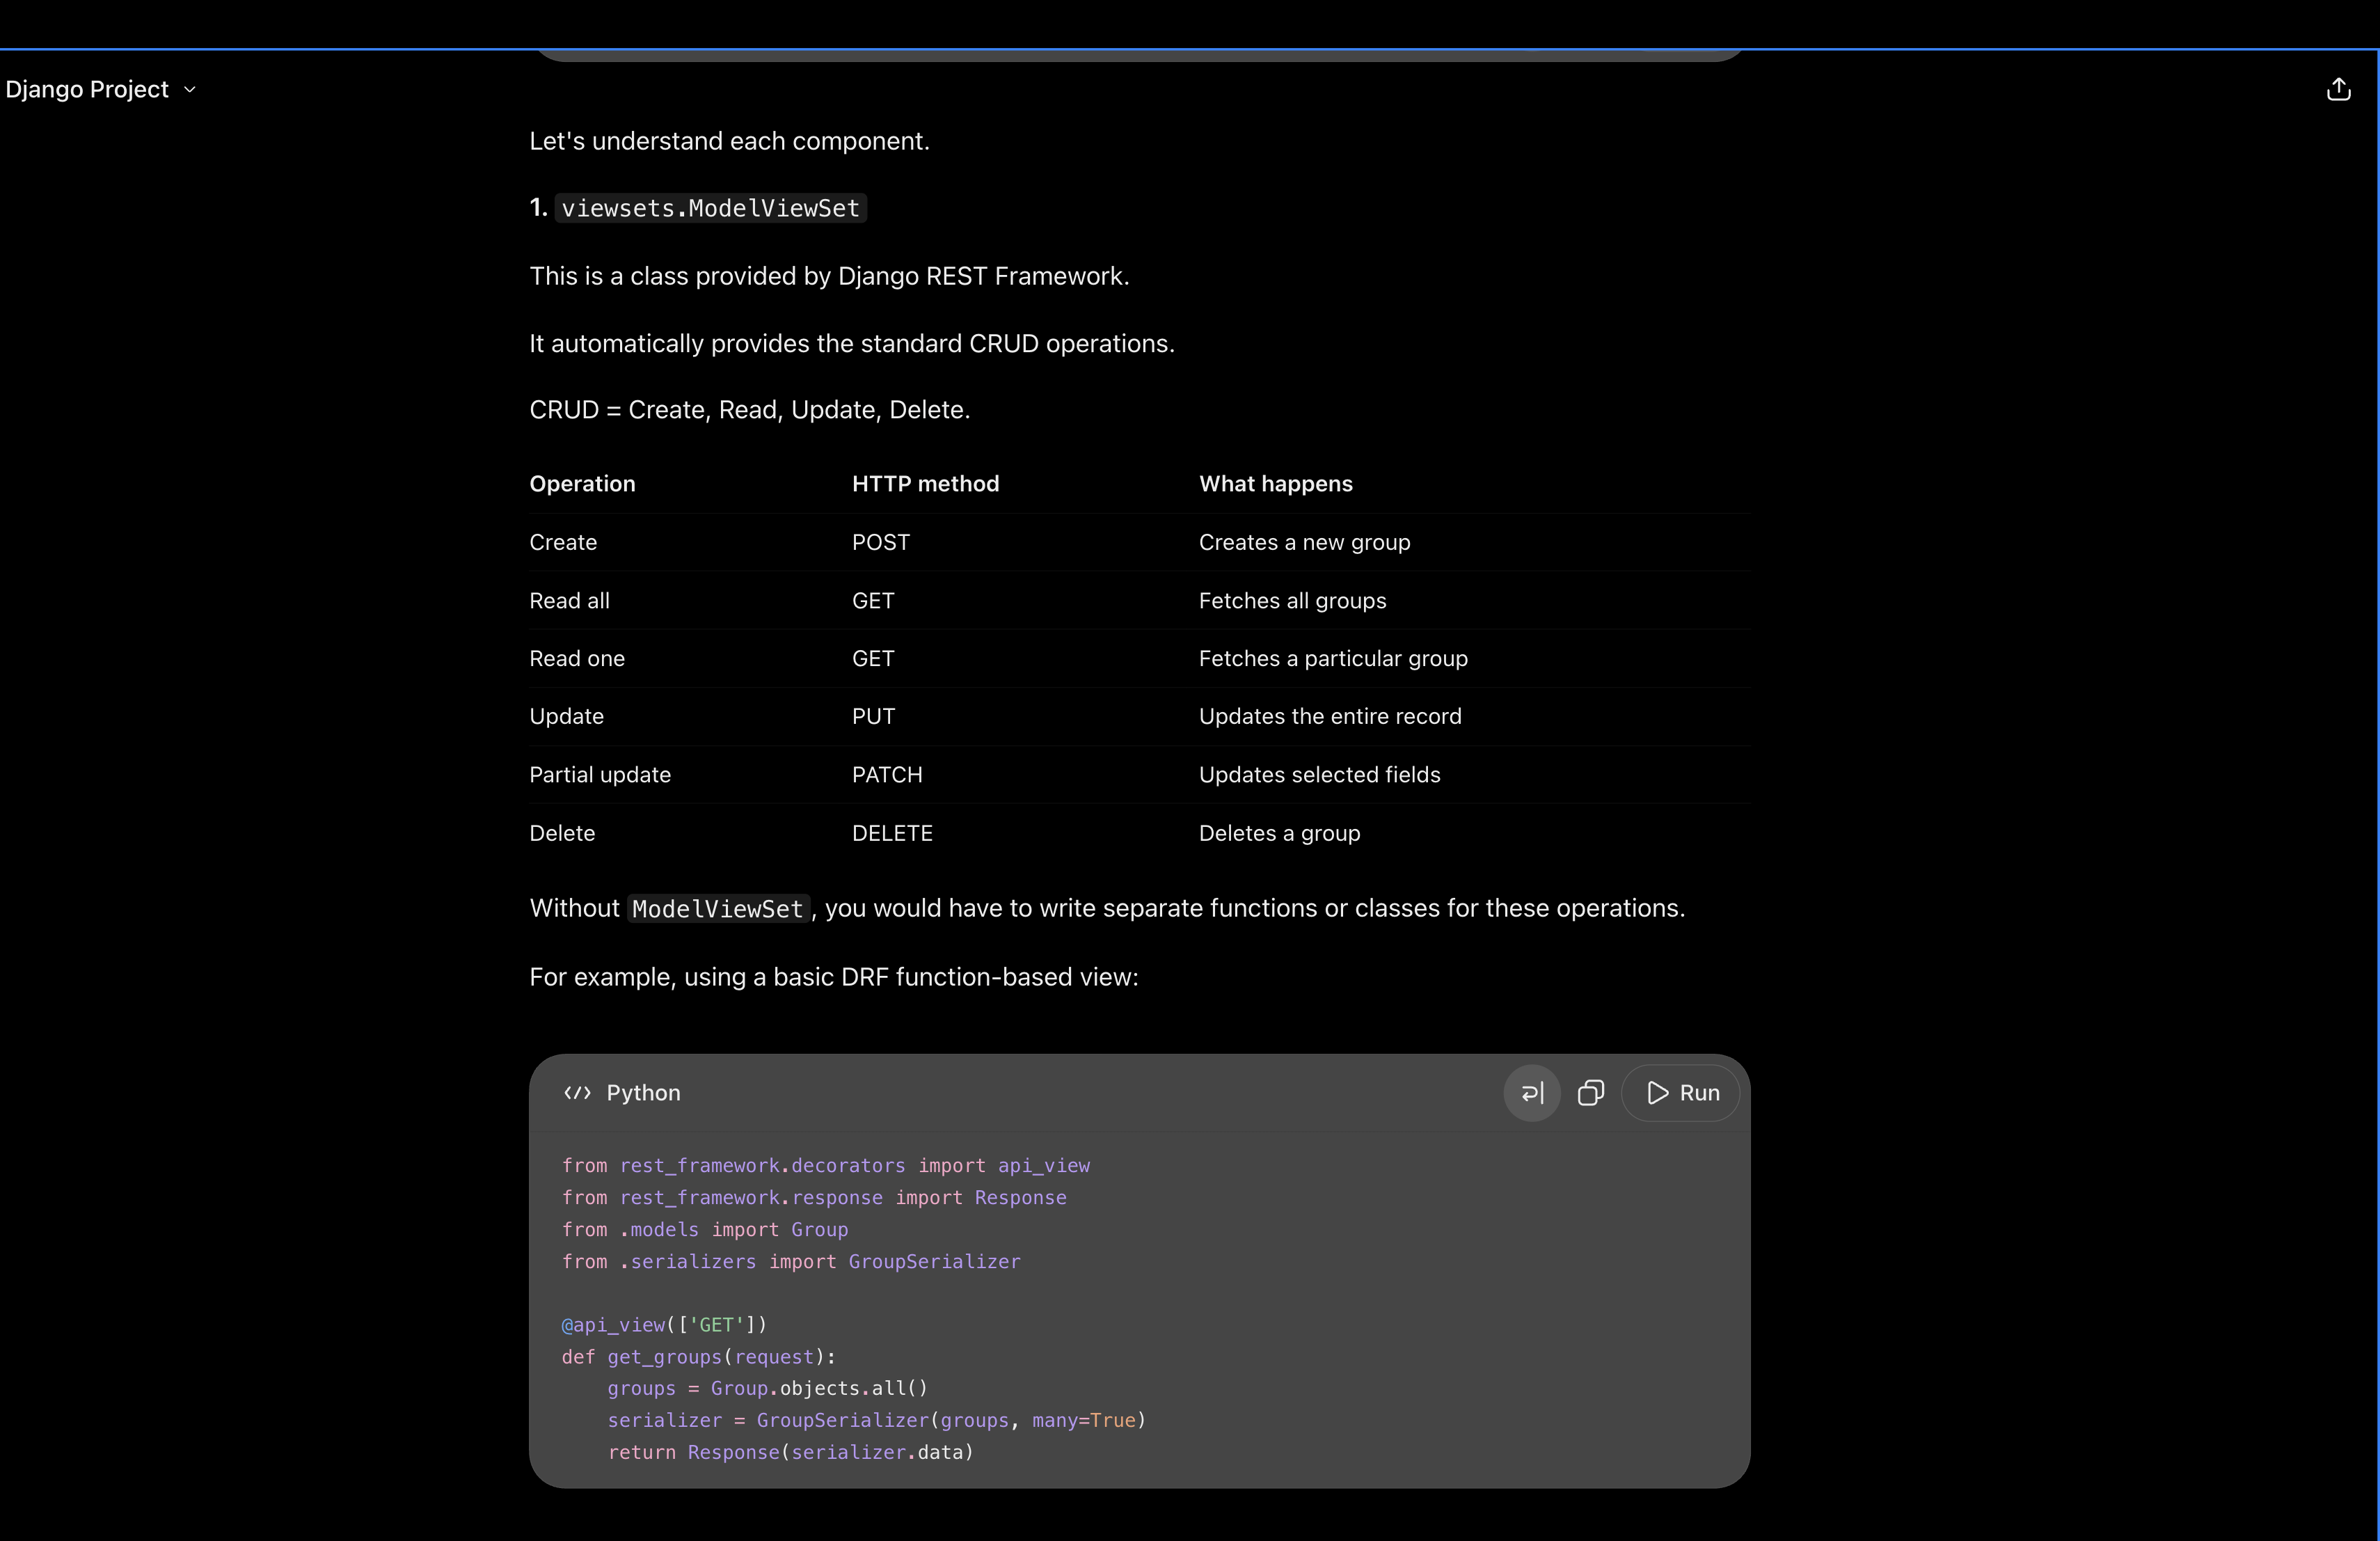 Django Project
Let's understand each component.
1. viewsets.ModelViewSet
This is a class provided by Django REST Framework.
It automatically provides the standard CRUD operations.
CRUD = Create, Read, Update, Delete.
Operation HTTP method What happens
Create POST Creates a new group
Read all GET Fetches all groups
Read one GET Fetches a particular group
Update PUT Updates the entire record
Partial update PATCH Updates selected fields
Delete DELETE Deletes a group
Without ModelViewSet, you would have to write separate functions or classes for these operations.
For example, using a basic DRF function-based view:
Python Run
from rest_framework.decorators import api_view
from rest_framework.response import Response
from .models import Group
from .serializers import GroupSerializer
@api_view(['GET'])
def get_groups(request):
    groups = Group.objects.all()
    serializer = GroupSerializer(groups, many=True)
    return Response(serializer.data)